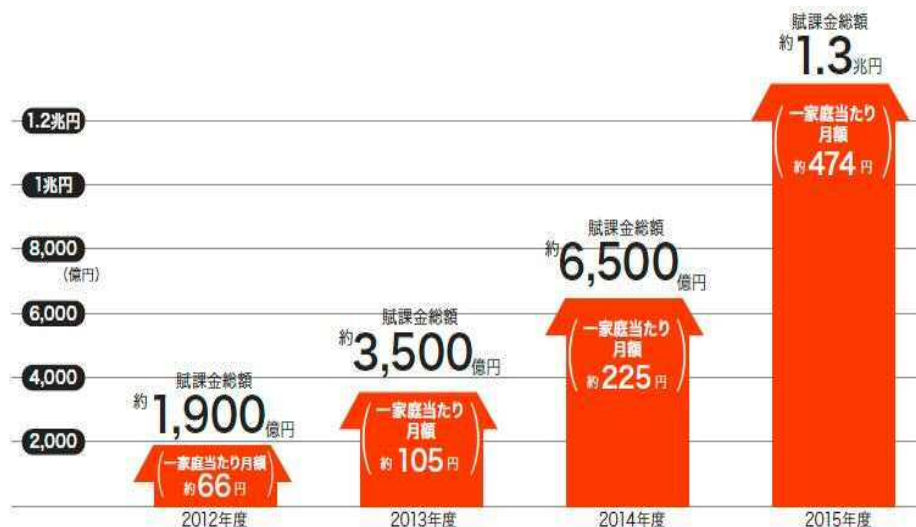 賦課金総額
約1.3兆円
1.2兆円
1兆円
8,000
(億円)
6,000
4,000
2,000
(一家庭当たり
月額
約474円)
賦課金総額
約6,500億円
(一家庭当たり
月額
約225円)
賦課金総額
約3,500億円
(一家庭当たり
月額
約105円)
賦課金総額
約1,900億円
(一家庭当たり月額
約66円)
2012年度
2013年度
2014年度
2015年度